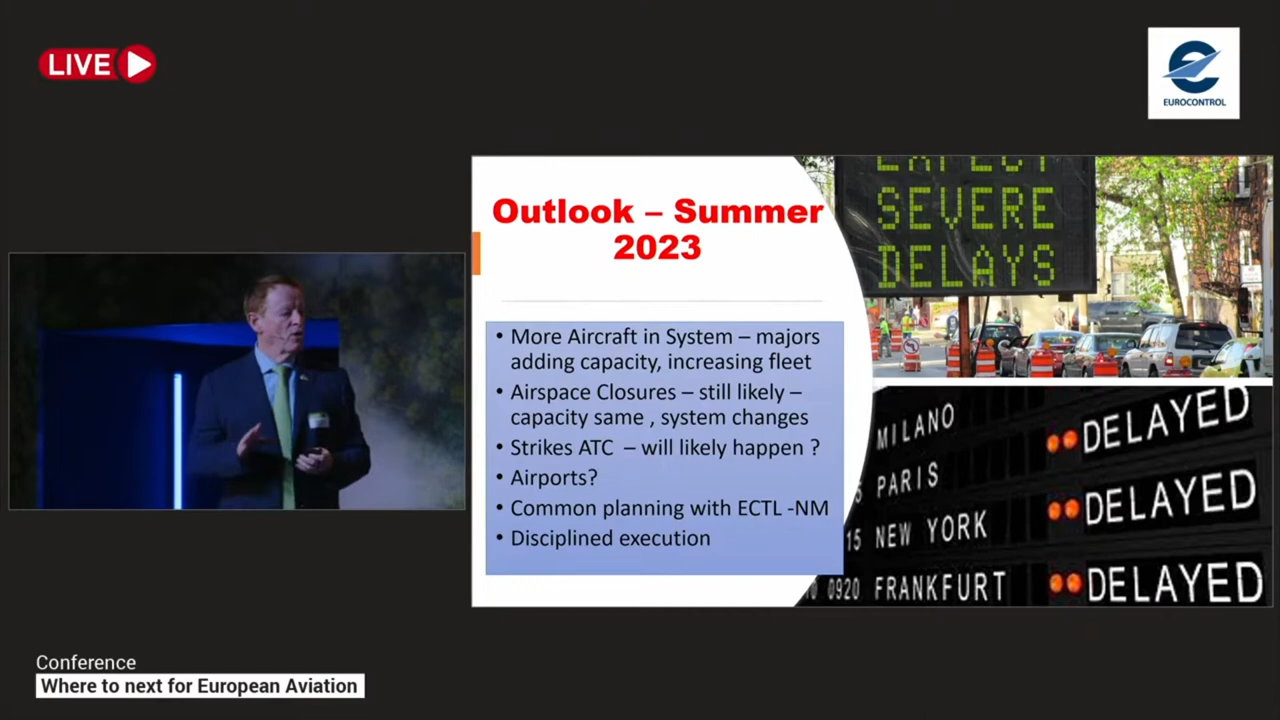 LIVE
EUROCONTROL
Outlook – Summer
2023
• More Aircraft in System – majors
adding capacity, increasing fleet
• Airspace Closures – still likely –
capacity same , system changes
• Strikes ATC – will likely happen ?
• Airports?
• Common planning with ECTL -NM
• Disciplined execution
EXPECT
SEVERE
DELAYS
MILANO DELAYED
PARIS DELAYED
15 NEW YORK DELAYED
0920 FRANKFURT DELAYED
Conference
Where to next for European Aviation